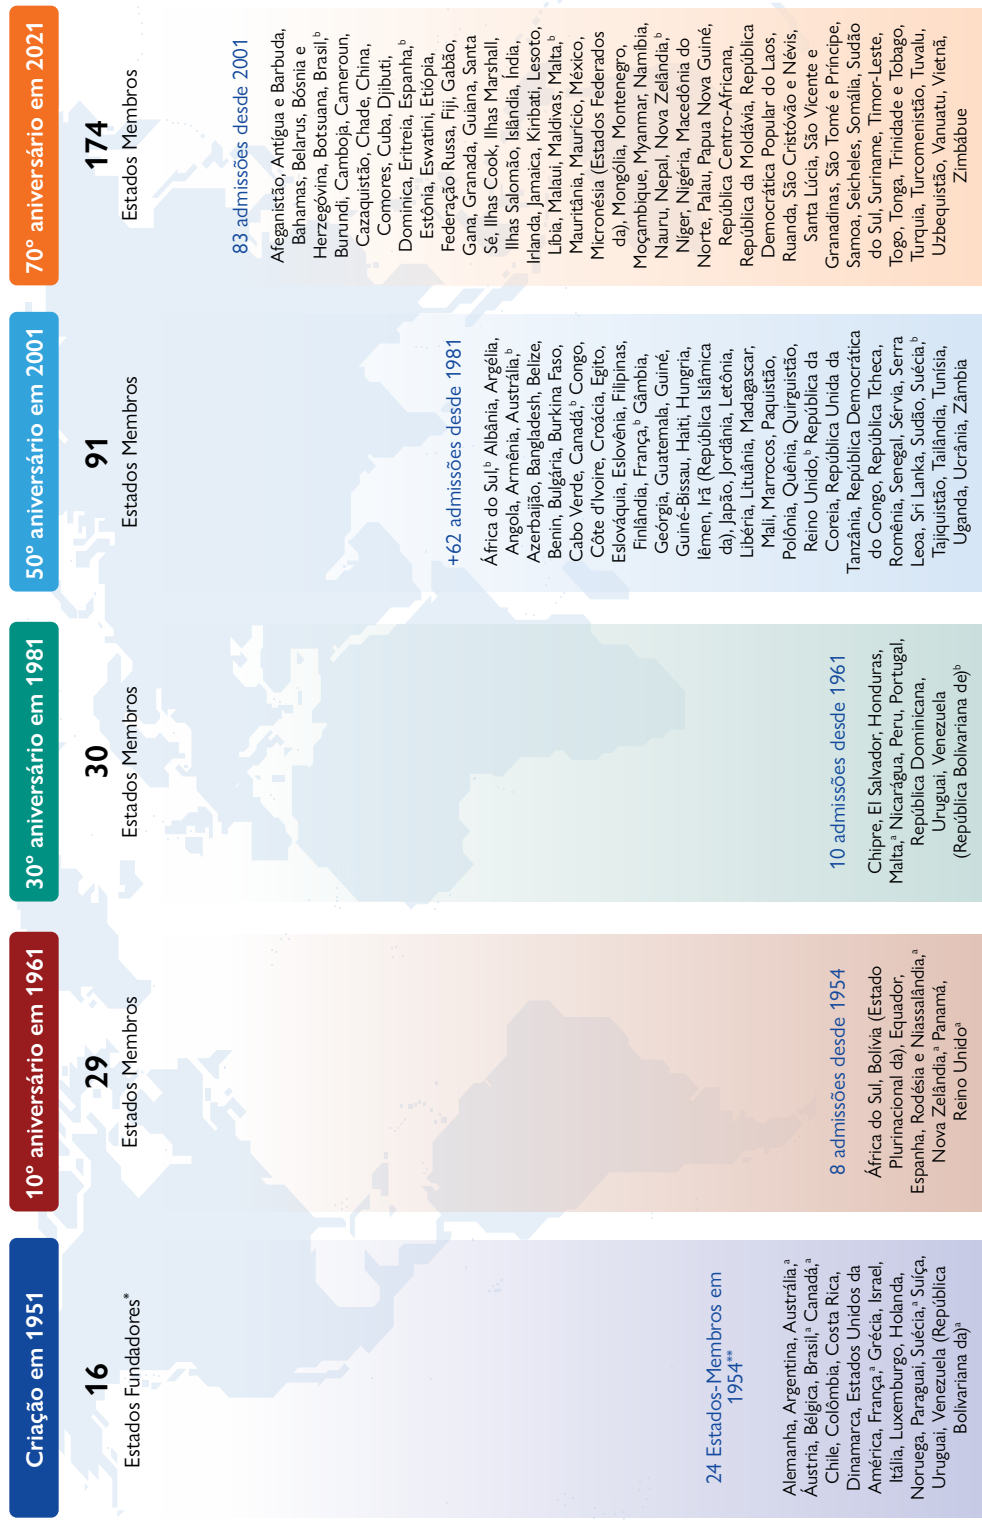 Criação em 1951
16
Estados Fundadores*
24 Estados-Membros em
1954**
Alemanha, Argentina, Austrália,ª
Áustria, Bélgica, Brasil,ª Canadá,ª
Chile, Colômbia, Costa Rica,
Dinamarca, Estados Unidos da
América, França,ª Grécia, Israel,
Itália, Luxemburgo, Holanda,
Noruega, Paraguai, Suécia,ª Suíça,
Uruguai, Venezuela (República
Bolivariana da)ª
10° aniversário em 1961
29
Estados Membros
8 admissões desde 1954
África do Sul, Bolívia (Estado
Plurinacional da), Equador,
Espanha, Rodésia e Niassalândia,ª
Nova Zelândia,ª Panamá,
Reino Unidoª
30° aniversário em 1981
30
Estados Membros
10 admissões desde 1961
Chipre, El Salvador, Honduras,
Malta,ª Nicarágua, Peru, Portugal,
República Dominicana,
Uruguai, Venezuela
(República Bolivariana de)ᵇ
50° aniversário em 2001
91
Estados Membros
+62 admissões desde 1981
África do Sul,ᵇ Albânia, Argélia,
Angola, Armênia, Austrália,ᵇ
Azerbaijão, Bangladesh, Belize,
Benin, Bulgária, Burkina Faso,
Cabo Verde, Canadá,ᵇ Congo,
Côte d'Ivoire, Croácia, Egito,
Eslováquia, Eslovênia, Filipinas,
Finlândia, França,ᵇ Gâmbia,
Geórgia, Guatemala, Guiné,
Guiné-Bissau, Haiti, Hungria,
Iêmen, Irã (República Islâmica
da), Japão, Jordânia, Letônia,
Libéria, Lituânia, Madagascar,
Mali, Marrocos, Paquistão,
Polônia, Quênia, Quirguistão,
Reino Unido,ᵇ República da
Coreia, República Unida da
Tanzânia, República Democrática
do Congo, República Tcheca,
Romênia, Senegal, Sérvia, Serra
Leoa, Sri Lanka, Sudão, Suécia,ᵇ
Tajiquistão, Tailândia, Tunísia,
Uganda, Ucrânia, Zâmbia
70° aniversário em 2021
174
Estados Membros
83 admissões desde 2001
Afeganistão, Antígua e Barbuda,
Bahamas, Belarus, Bósnia e
Herzegóvina, Botsuana, Brasil,ᵇ
Burundi, Camboja, Cameroun,
Cazaquistão, Chade, China,
Comores, Cuba, Djibuti,
Dominica, Eritreia, Espanha,ᵇ
Estônia, Eswatini, Etiópia,
Federação Russa, Fiji, Gabão,
Gana, Granada, Guiana, Santa
Sé, Ilhas Cook, Ilhas Marshall,
Ilhas Salomão, Islândia, Índia,
Irlanda, Jamaica, Kiribati, Lesoto,
Líbia, Malaui, Maldivas, Malta,ᵇ
Mauritânia, Maurício, México,
Micronésia (Estados Federados
da), Mongólia, Montenegro,
Moçambique, Myanmar, Namíbia,
Nauru, Nepal, Nova Zelândia,ᵇ
Níger, Nigéria, Macedônia do
Norte, Palau, Papua Nova Guiné,
República Centro-Africana,
República da Moldávia, República
Democrática Popular do Laos,
Ruanda, São Cristóvão e Névis,
Santa Lúcia, São Vicente e
Granadinas, São Tomé e Príncipe,
Samoa, Seicheles, Somália, Sudão
do Sul, Suriname, Timor-Leste,
Togo, Tonga, Trinidade e Tobago,
Turquia, Turcomenistão, Tuvalu,
Uzbequistão, Vanuatu, Vietnã,
Zimbábue